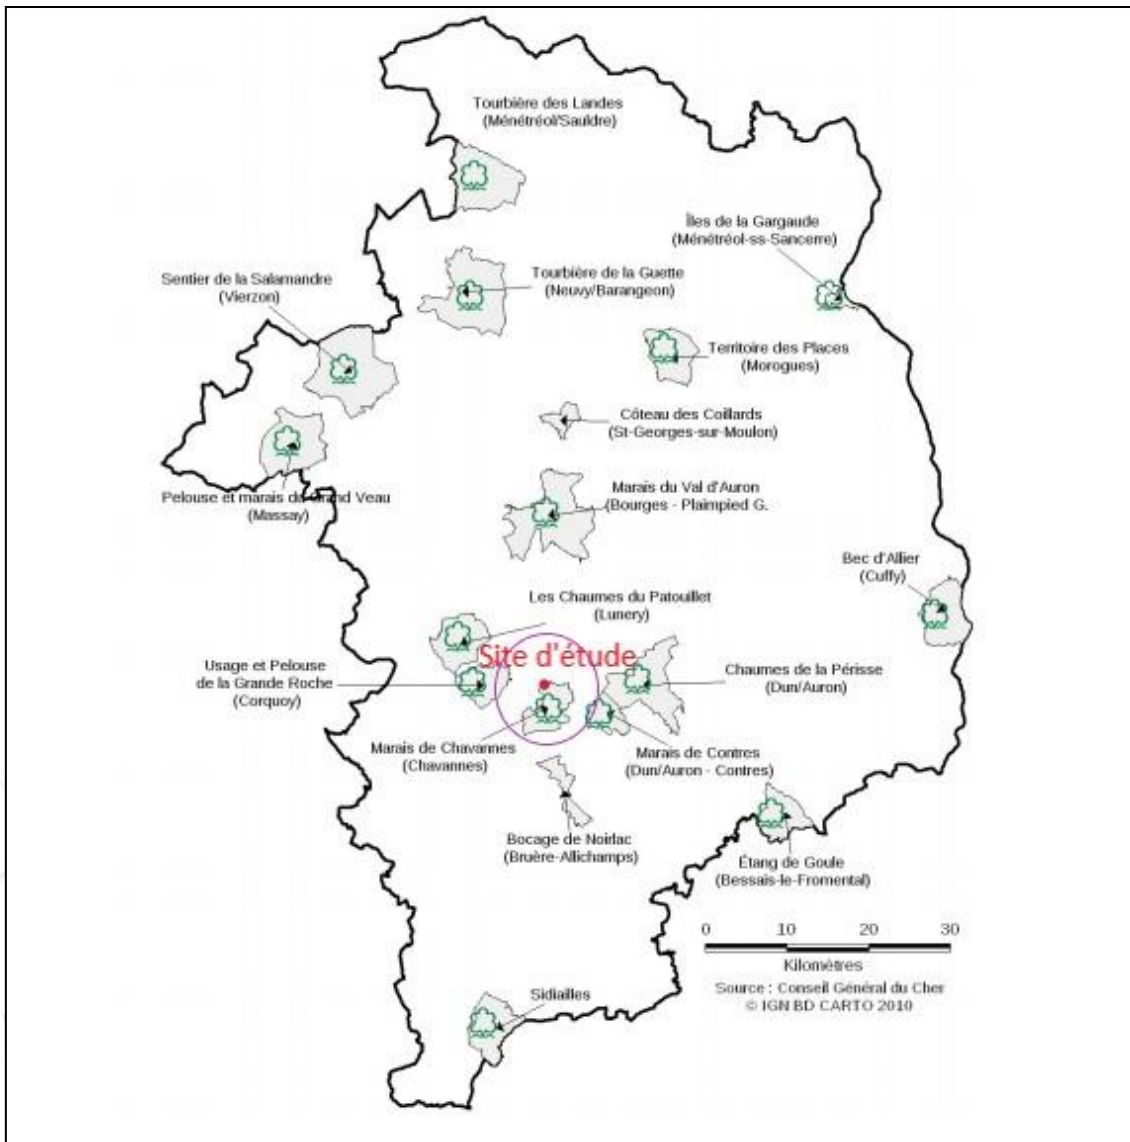 Tourbière des Landes
(Ménétréol/Sauldre)
Îles de la Gargaude
(Ménétréol-ss-Sancerre)
Sentier de la Salamandre
(Vierzon)
Tourbière de la Guette
(Neuvy/Barangeon)
Territoire des Places
(Morogues)
Côteau des Coillards
(St-Georges-sur-Moulon)
Pelouse et marais du Grand Veau
(Massay)
Marais du Val d'Auron
(Bourges - Plaimpied G.
Bec d'Allier
(Cuffy)
Les Chaumes du Patouillet
(Lunery)
Site d'étude
Usage et Pelouse
de la Grande Roche
(Corquoy)
Chaumes de la Périsse
(Dun/Auron)
Marais de Chavannes
(Chavannes)
Marais de Contres
(Dun/Auron - Contres)
Bocage de Noirlac
(Bruère-Allichamps)
Étang de Goule
(Bessais-le-Fromental)
0 10 20 30
Kilomètres
Source : Conseil Général du Cher
© IGN BD CARTO 2010
Sidiailles